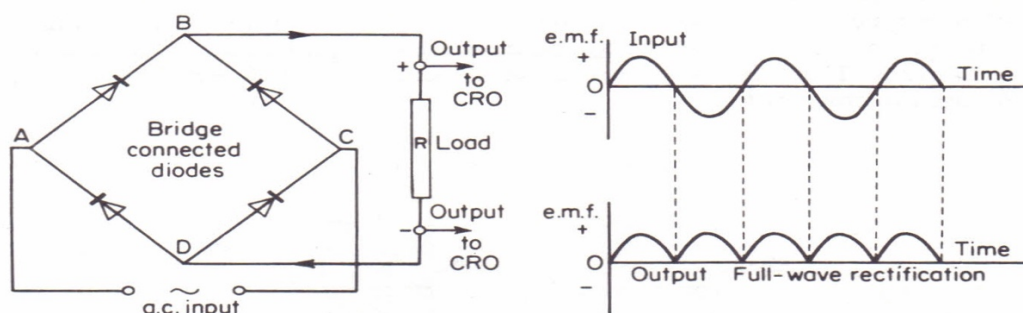 B
Output
to
CRO
+
A
C
Bridge
connected
diodes
R Load
Output
to
CRO
-
D
~
a.c. input
e.m.f.
+
O
-
Input
Time
e.m.f.
+
O
-
Time
Output Full-wave rectification